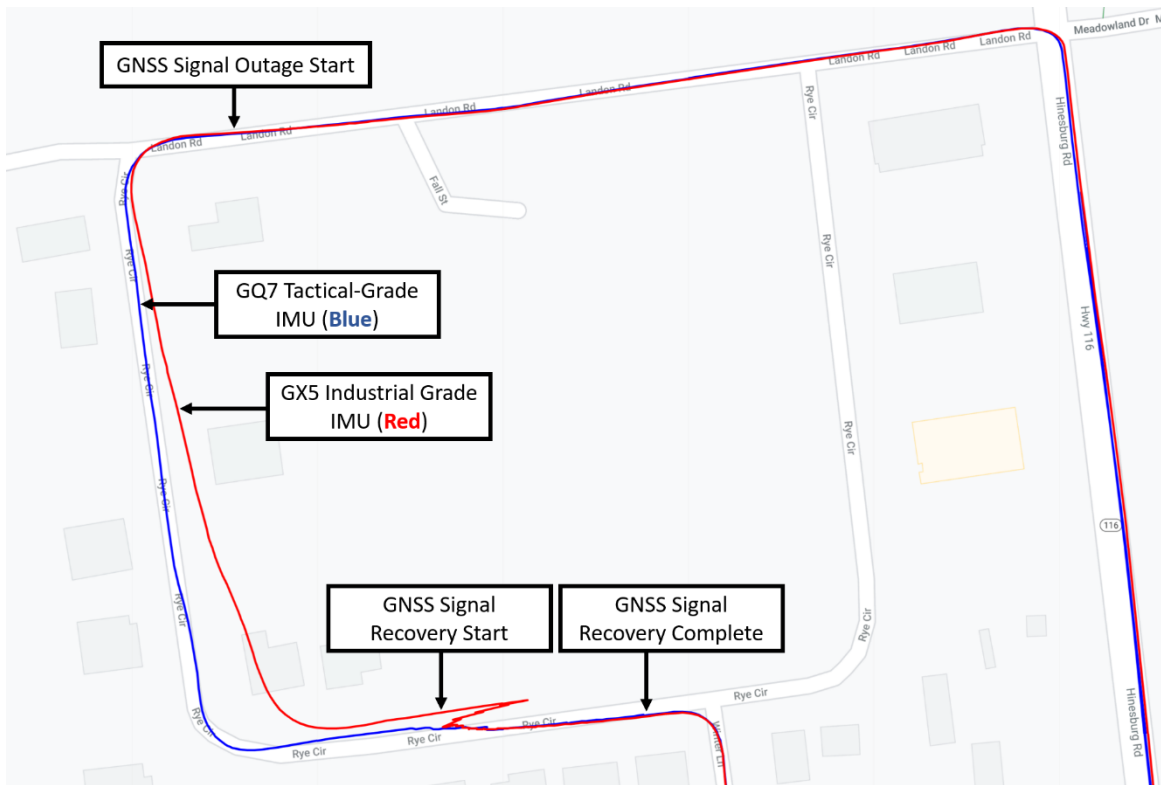 Meadowland Dr M
Landon Rd
Landon Rd
Landon Rd
GNSS Signal Outage Start
Landon Rd
Landon Rd
Landon Rd
Landon Rd
Rye Cir
Hinesburg Rd
Rye Cir
Fall St
Rye Cir
Rye Cir
GQ7 Tactical-Grade
IMU (Blue)
Hwy 116
Rye Cir
GX5 Industrial Grade
IMU (Red)
Rye Cir
Rye Cir
116
Rye Cir
GNSS Signal
Recovery Start
GNSS Signal
Recovery Complete
Rye Cir
Rye Cir
Rye Cir
Rye Cir
Rye Cir
Rye Cir
Winter Ln
Hinesburg Rd